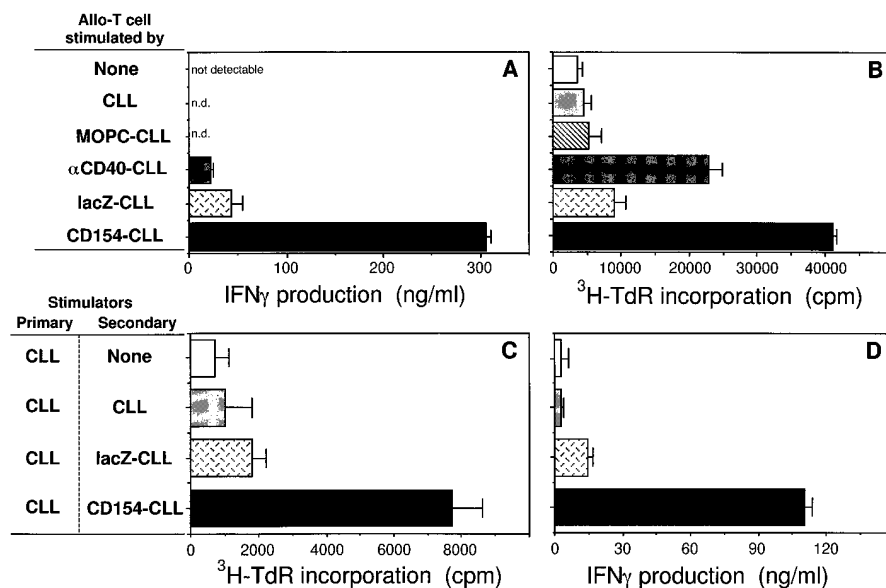 Allo-T cell
stimulated by
None
CLL
MOPC-CLL
αCD40-CLL
lacZ-CLL
CD154-CLL
A
not detectable
n.d.
n.d.
0 100 200 300
IFNγ production (ng/ml)
B
0 10000 20000 30000 40000
³H-TdR incorporation (cpm)
Stimulators
Primary Secondary
CLL None
CLL CLL
CLL lacZ-CLL
CLL CD154-CLL
C
0 2000 4000 6000 8000
³H-TdR incorporation (cpm)
D
0 30 60 90 120
IFNγ production (ng/ml)